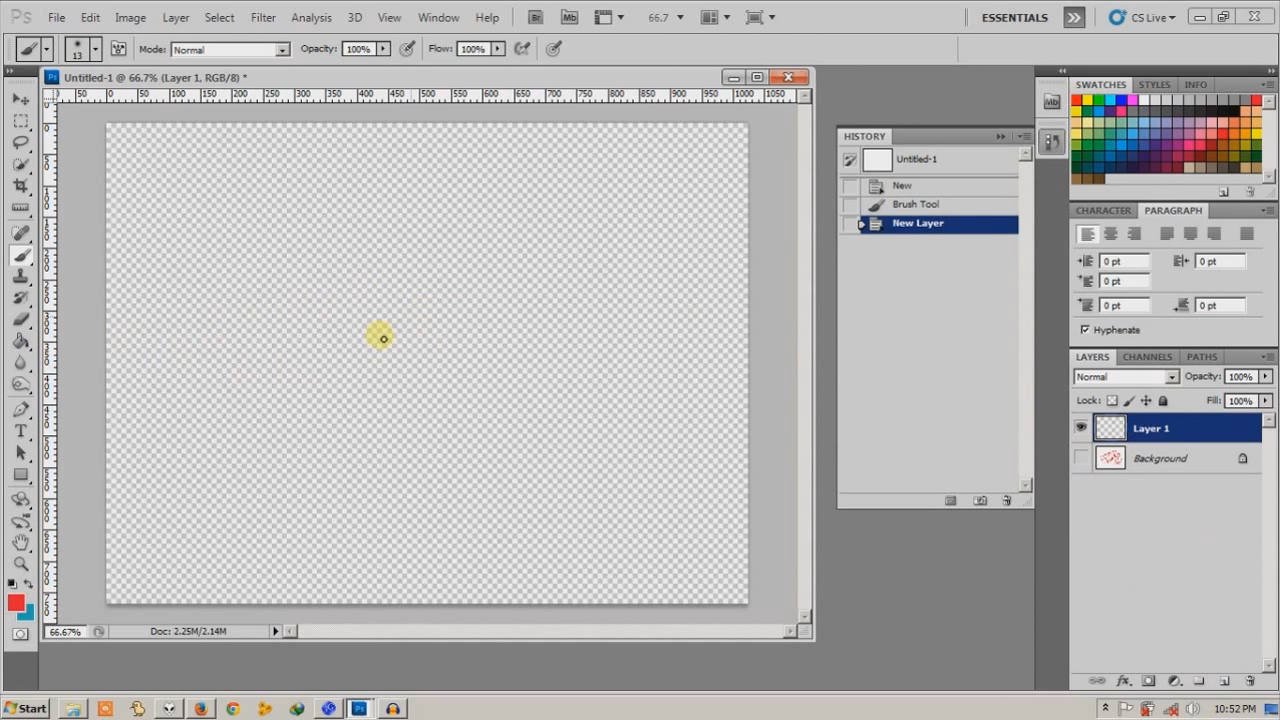 Ps File Edit Image Layer Select Filter Analysis 3D View Window Help Br Mb 66.7 ESSENTIALS CS Live
13 Mode: Normal Opacity: 100% Flow: 100%
Untitled-1 @ 66.7% (Layer 1, RGB/8) *
50 0 50 100 150 200 250 300 350 400 450 500 550 600 650 700 750 800 850 900 950 1000 1050
SWATCHES STYLES INFO
Mb
HISTORY
Untitled-1
New
Brush Tool
New Layer
CHARACTER PARAGRAPH
0 pt 0 pt
0 pt
0 pt 0 pt
Hyphenate
LAYERS CHANNELS PATHS
Normal Opacity: 100%
Lock: Fill: 100%
Layer 1
Background
66.67% Doc: 2.25M/2.14M
Start 10:52 PM